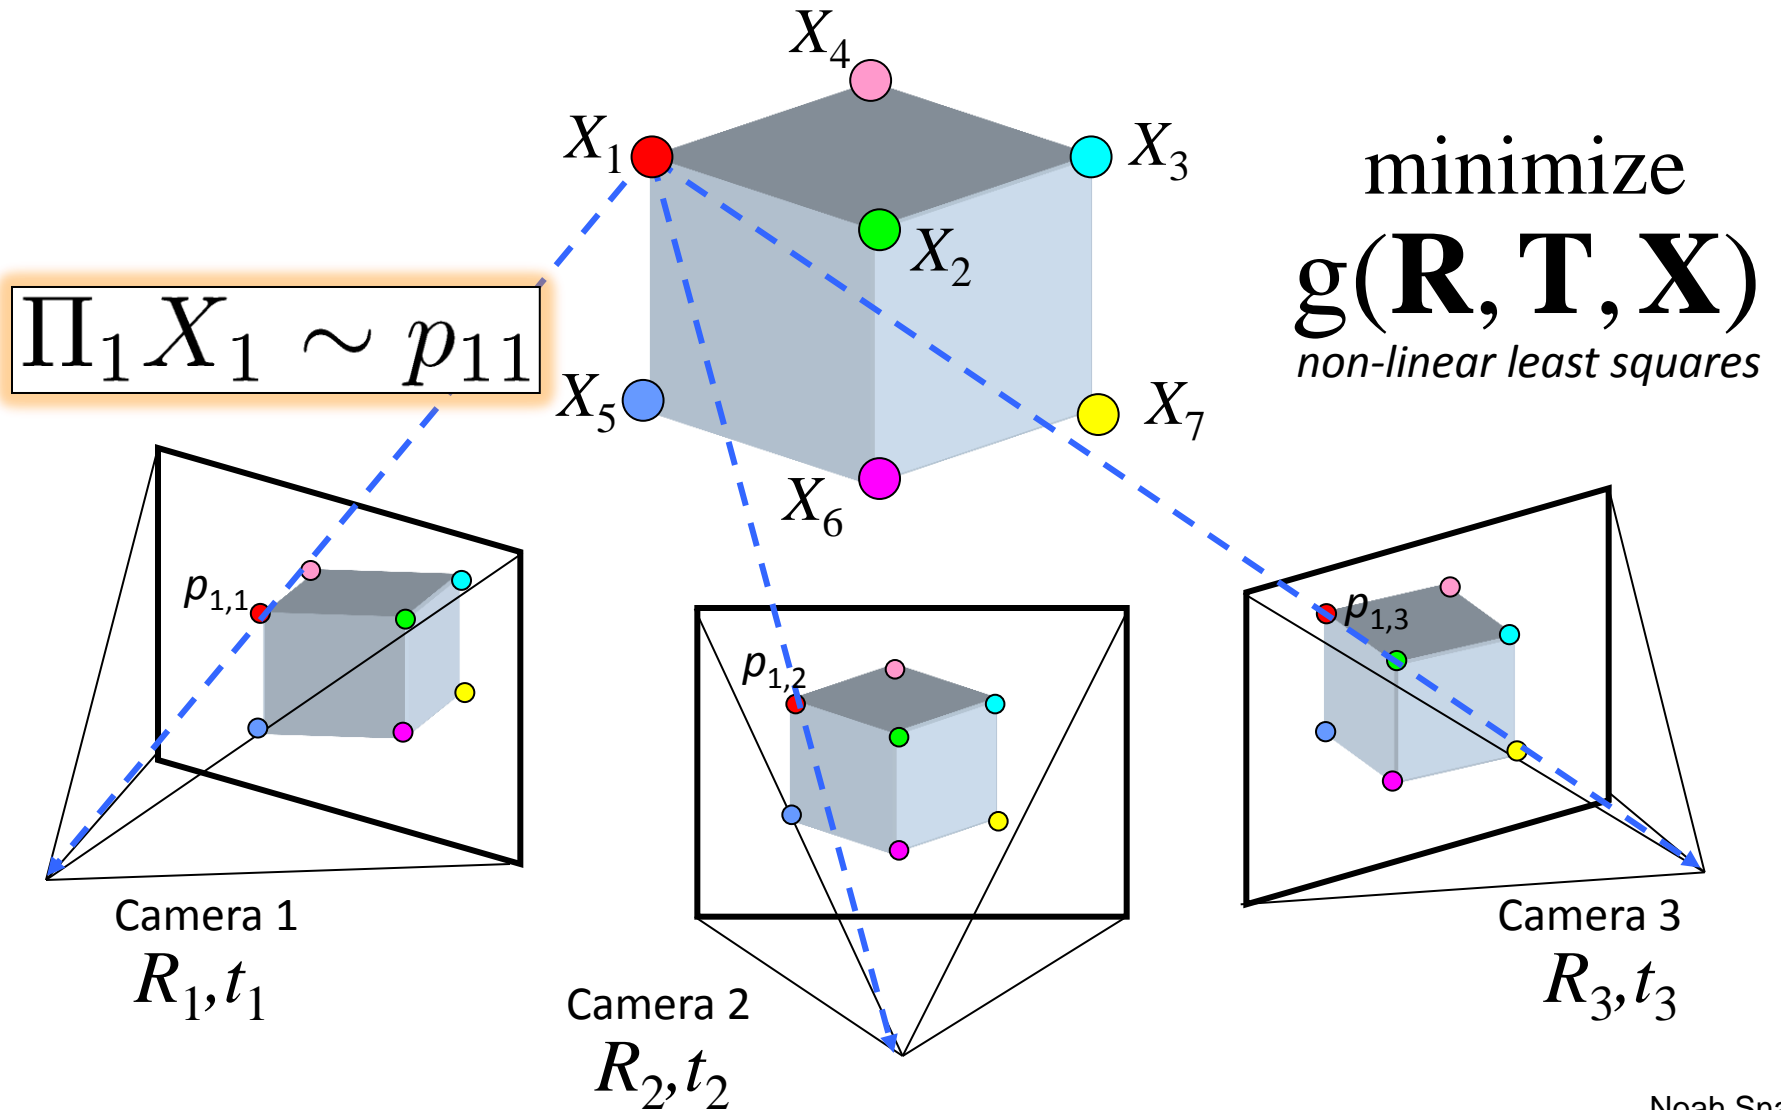 X₄
X₁
X₃
X₂
minimize
g(R, T, X)
non-linear least squares
Π₁X₁ ∼ p₁₁
X₅
X₇
X₆
p₁,₁
p₁,₂
p₁,₃
Camera 1
R₁,t₁
Camera 2
R₂,t₂
Camera 3
R₃,t₃
Noah